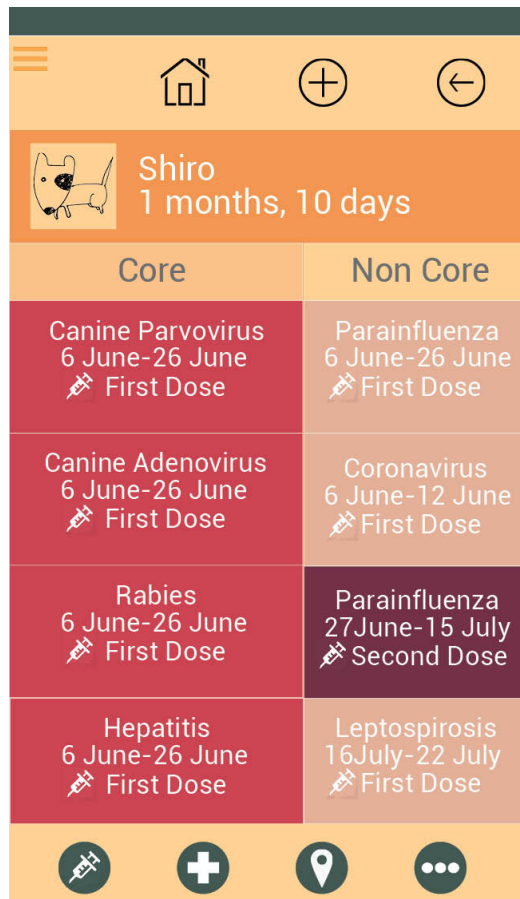 Shiro
1 months, 10 days
Core
Non Core
Canine Parvovirus
6 June-26 June
First Dose
Parainfluenza
6 June-26 June
First Dose
Canine Adenovirus
6 June-26 June
First Dose
Coronavirus
6 June-12 June
First Dose
Rabies
6 June-26 June
First Dose
Parainfluenza
27June-15 July
Second Dose
Hepatitis
6 June-26 June
First Dose
Leptospirosis
16July-22 July
First Dose